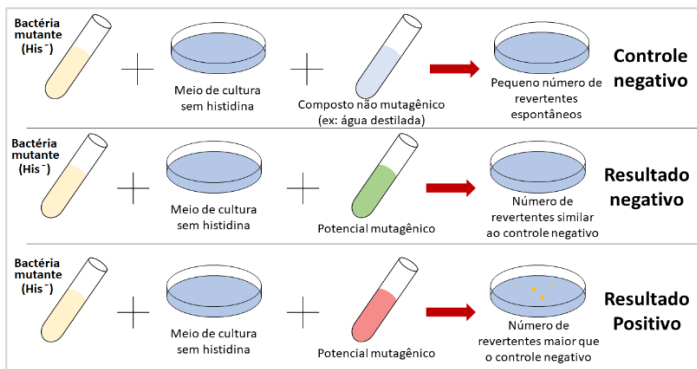 Bactéria
mutante
(His⁻)
Meio de cultura
sem histidina
Composto não mutagênico
(ex: água destilada)
Pequeno número de
revertentes
espontâneos
Controle
negativo
Bactéria
mutante
(His⁻)
Meio de cultura
sem histidina
Potencial mutagênico
Número de
revertentes similar
ao controle negativo
Resultado
negativo
Bactéria
mutante
(His⁻)
Meio de cultura
sem histidina
Potencial mutagênico
Número de
revertentes maior que
o controle negativo
Resultado
Positivo